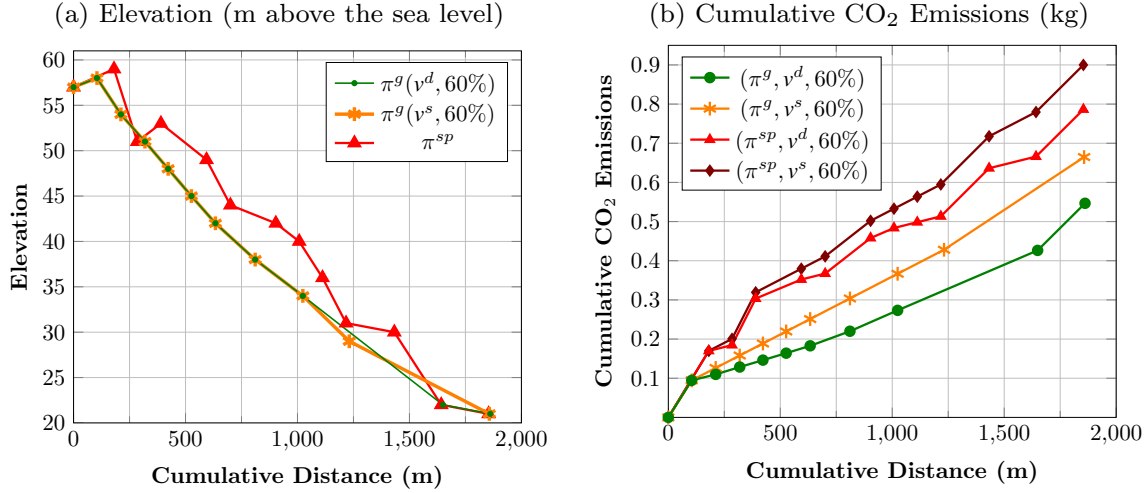 (a) Elevation (m above the sea level)
60
55
50
45
40
35
30
25
20
Elevation
π^g(v^d, 60%)
π^g(v^s, 60%)
π^{sp}
0
500
1,000
1,500
2,000
Cumulative Distance (m)
(b) Cumulative CO₂ Emissions (kg)
0.9
0.8
0.7
0.6
0.5
0.4
0.3
0.2
0.1
Cumulative CO₂ Emissions
(π^g, v^d, 60%)
(π^g, v^s, 60%)
(π^{sp}, v^d, 60%)
(π^{sp}, v^s, 60%)
0
500
1,000
1,500
2,000
Cumulative Distance (m)